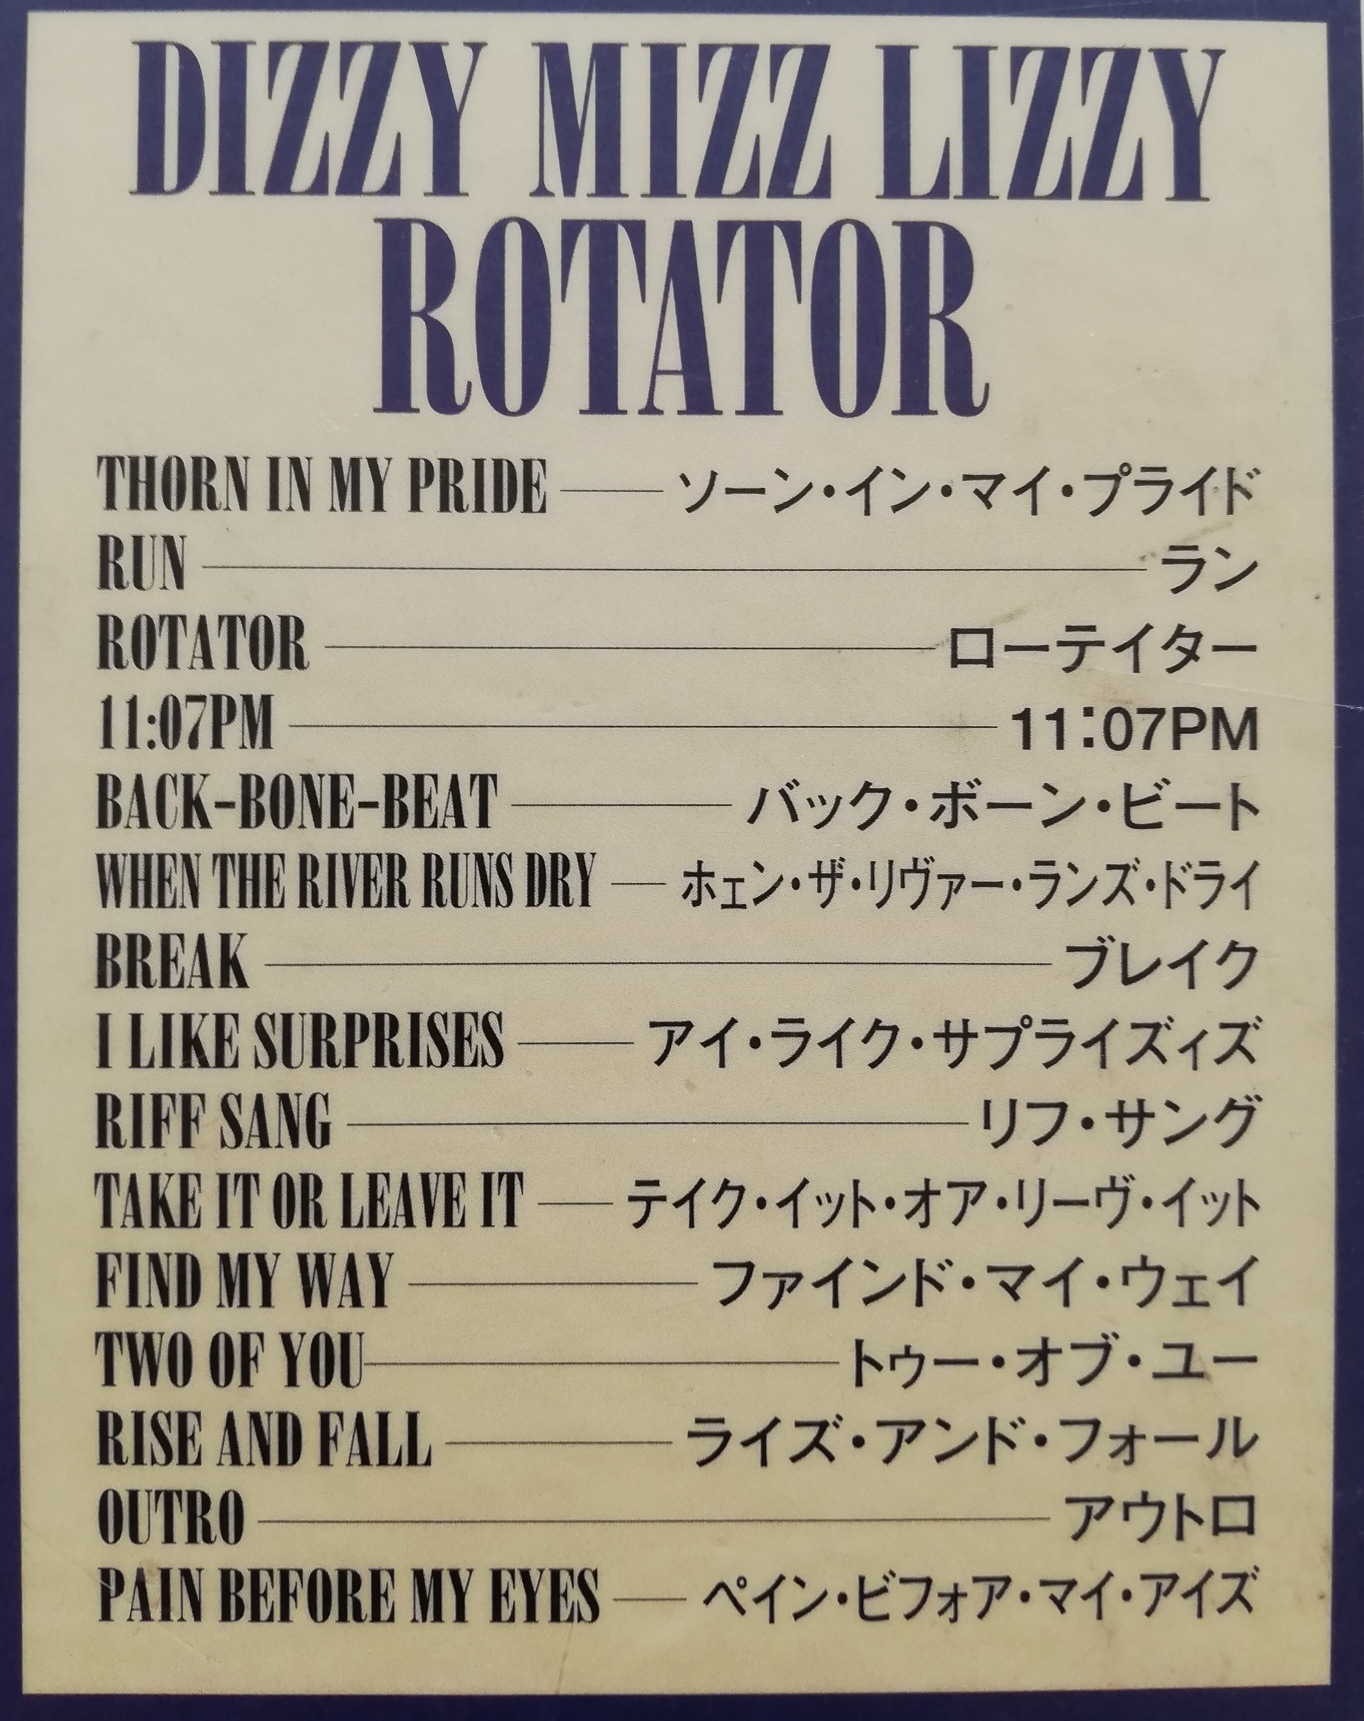 DIZZY MIZZ LIZZY
ROTATOR
THORN IN MY PRIDE ソーン・イン・マイ・プライド
RUN ラン
ROTATOR ローテイター
11:07PM 11:07PM
BACK-BONE-BEAT バック・ボーン・ビート
WHEN THE RIVER RUNS DRY ホェン・ザ・リヴァー・ランズ・ドライ
BREAK ブレイク
I LIKE SURPRISES アイ・ライク・サプライズィズ
RIFF SANG リフ・サング
TAKE IT OR LEAVE IT テイク・イット・オア・リーヴ・イット
FIND MY WAY ファインド・マイ・ウェイ
TWO OF YOU トゥー・オブ・ユー
RISE AND FALL ライズ・アンド・フォール
OUTRO アウトロ
PAIN BEFORE MY EYES ペイン・ビフォア・マイ・アイズ